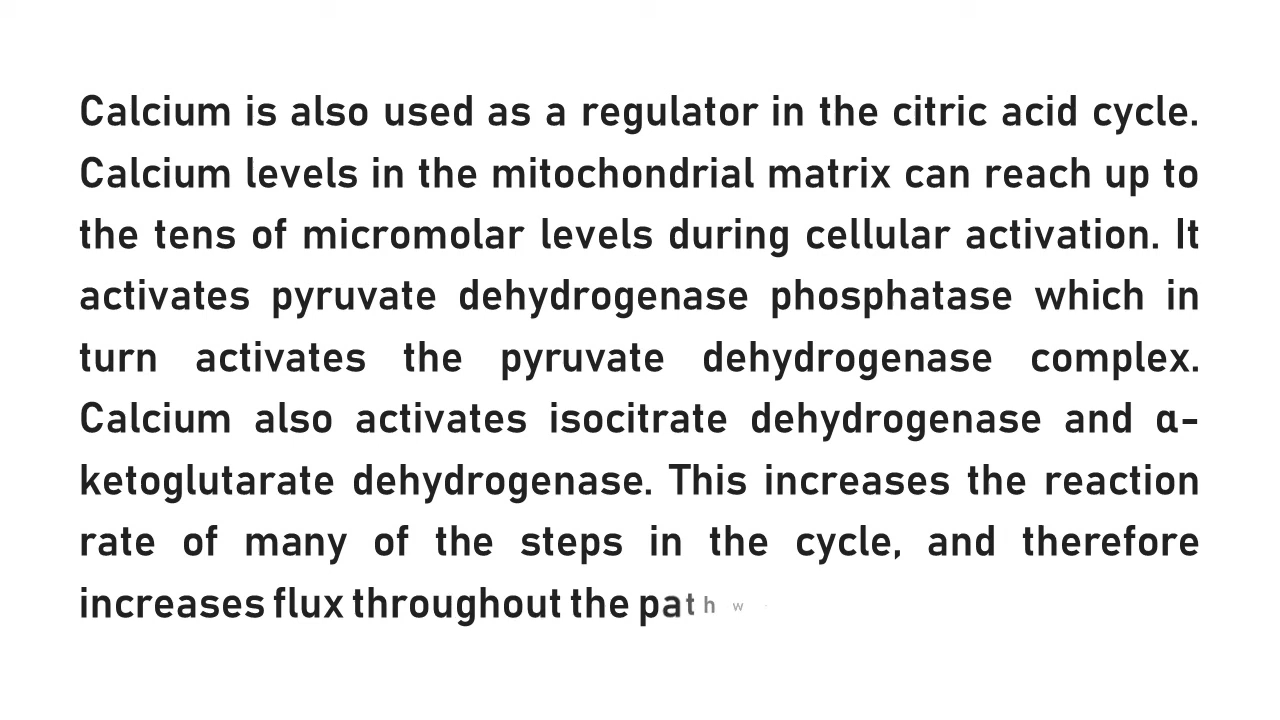 Calcium is also used as a regulator in the citric acid cycle.
Calcium levels in the mitochondrial matrix can reach up to
the tens of micromolar levels during cellular activation. It
activates pyruvate dehydrogenase phosphatase which in
turn activates the pyruvate dehydrogenase complex.
Calcium also activates isocitrate dehydrogenase and α-
ketoglutarate dehydrogenase. This increases the reaction
rate of many of the steps in the cycle, and therefore
increases flux throughout the pathw